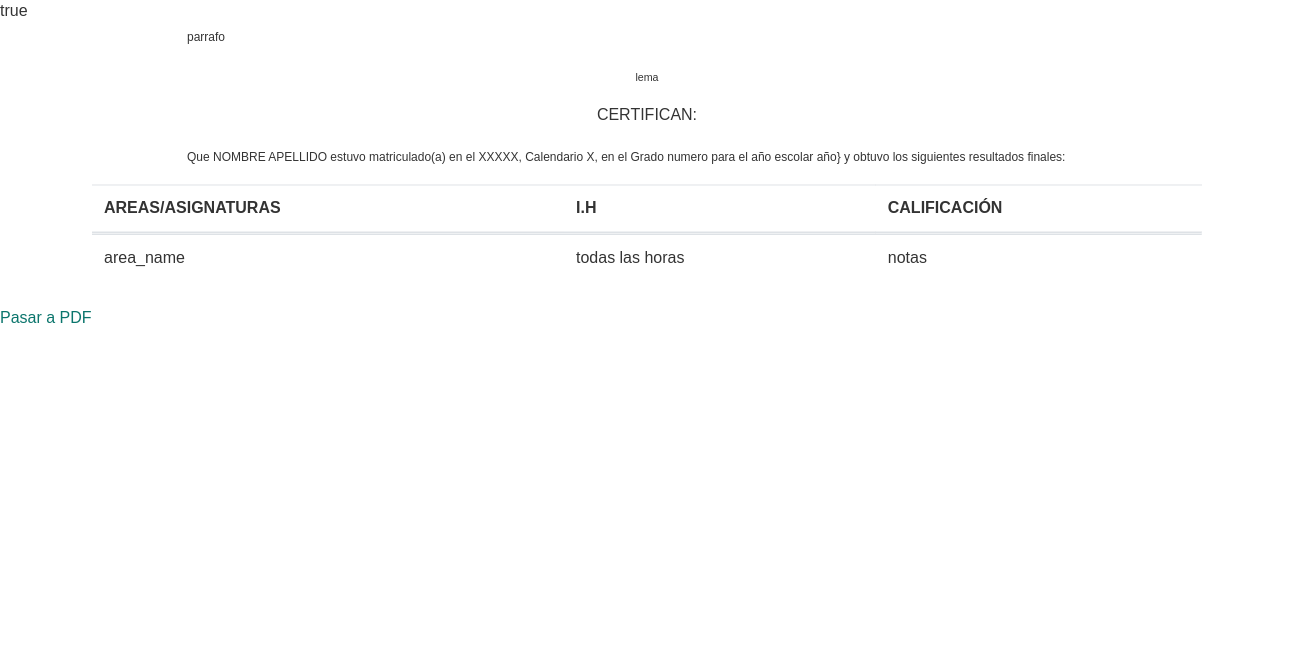 true
parrafo
lema
CERTIFICAN:
Que NOMBRE APELLIDO estuvo matriculado(a) en el XXXXX, Calendario X, en el Grado numero para el año escolar año} y obtuvo los siguientes resultados finales:
AREAS/ASIGNATURAS I.H CALIFICACIÓN
area_name todas las horas notas
Pasar a PDF